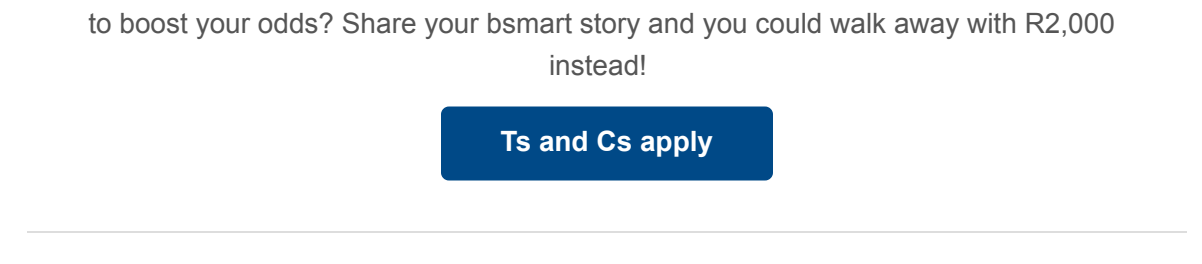 to boost your odds? Share your bsmart story and you could walk away with R2,000
instead!
Ts and Cs apply